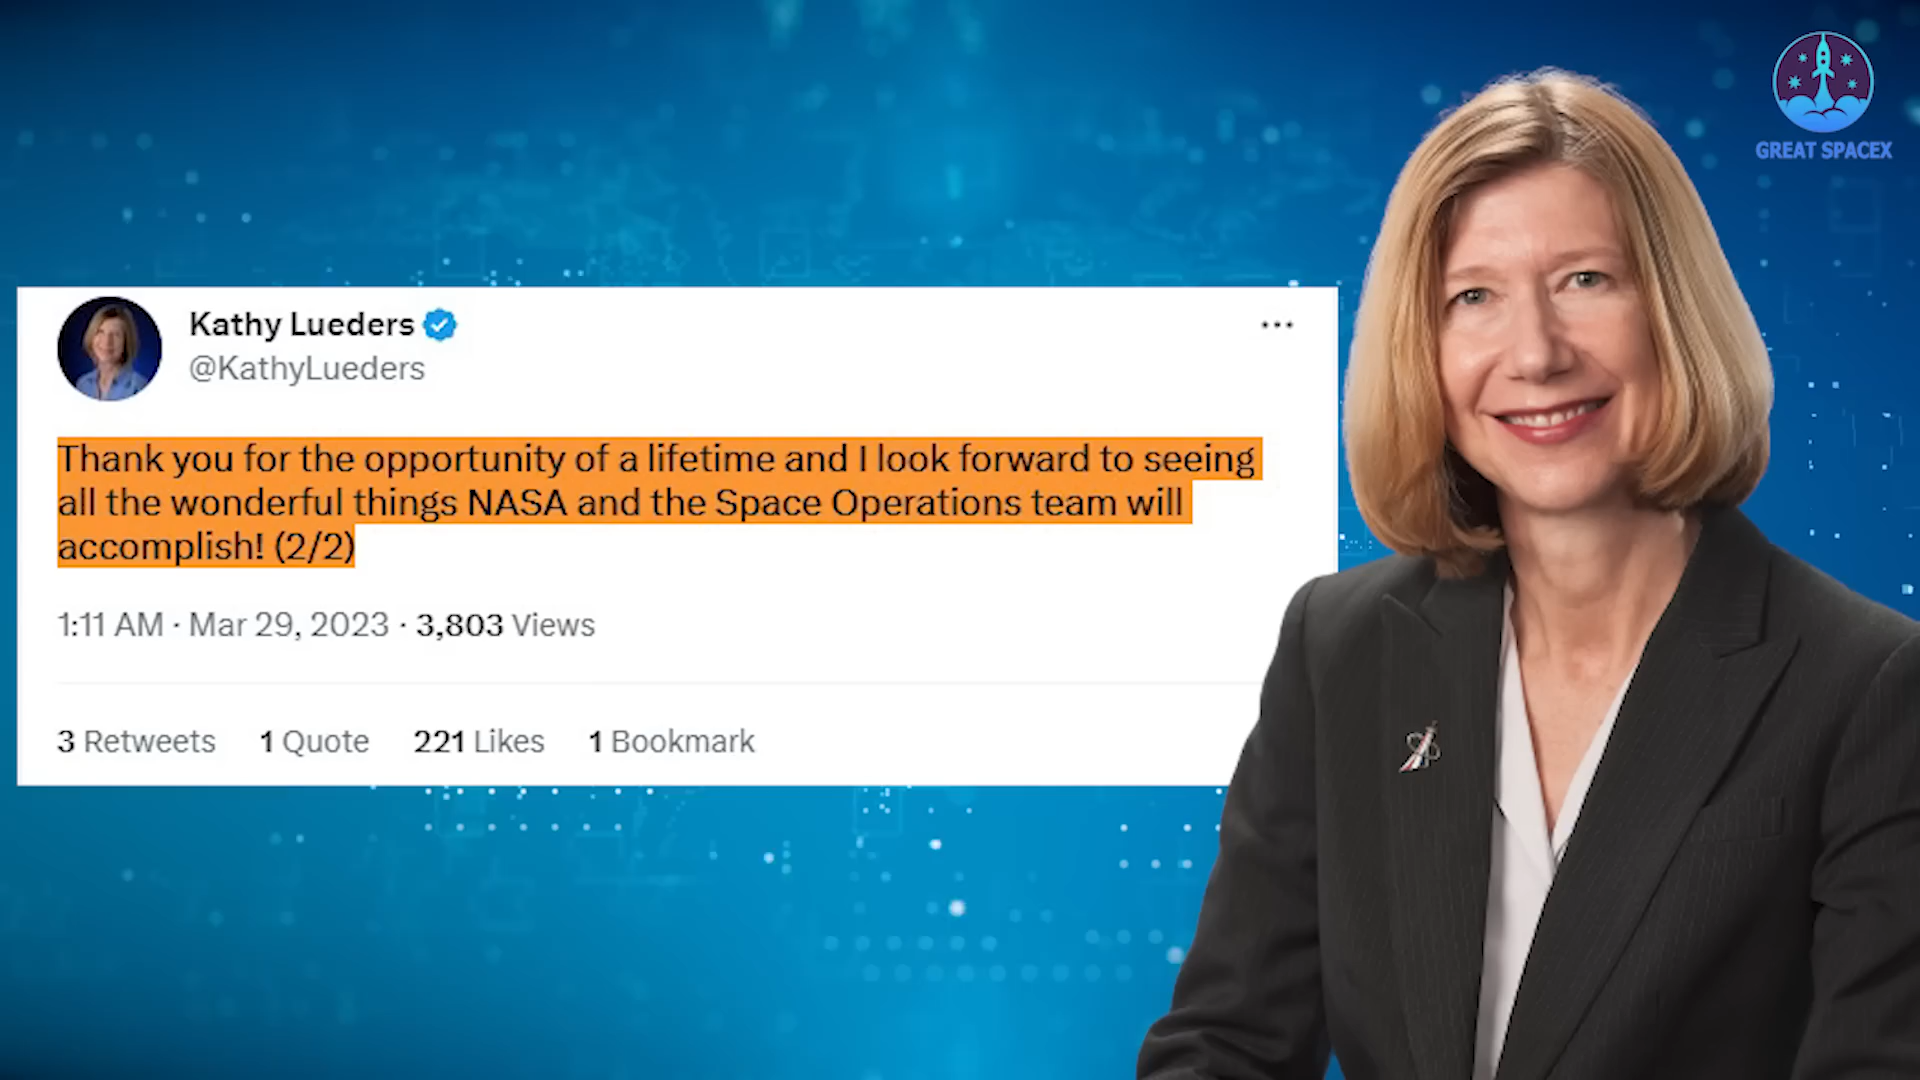 GREAT SPACEX
Kathy Lueders
@KathyLueders
Thank you for the opportunity of a lifetime and I look forward to seeing
all the wonderful things NASA and the Space Operations team will
accomplish! (2/2)
1:11 AM · Mar 29, 2023 · 3,803 Views
3 Retweets 1 Quote 221 Likes 1 Bookmark